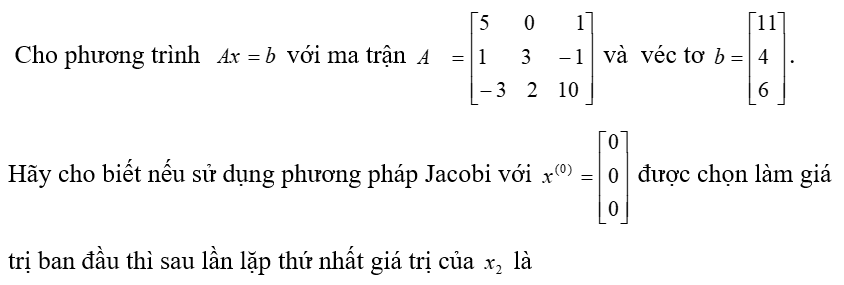 Cho phương trình Ax = b với ma trận A = [5 0 1; 1 3 −1; −3 2 10] và véc tơ b = [11; 4; 6].
Hãy cho biết nếu sử dụng phương pháp Jacobi với x⁽⁰⁾ = [0; 0; 0] được chọn làm giá
trị ban đầu thì sau lần lặp thứ nhất giá trị của x₂ là